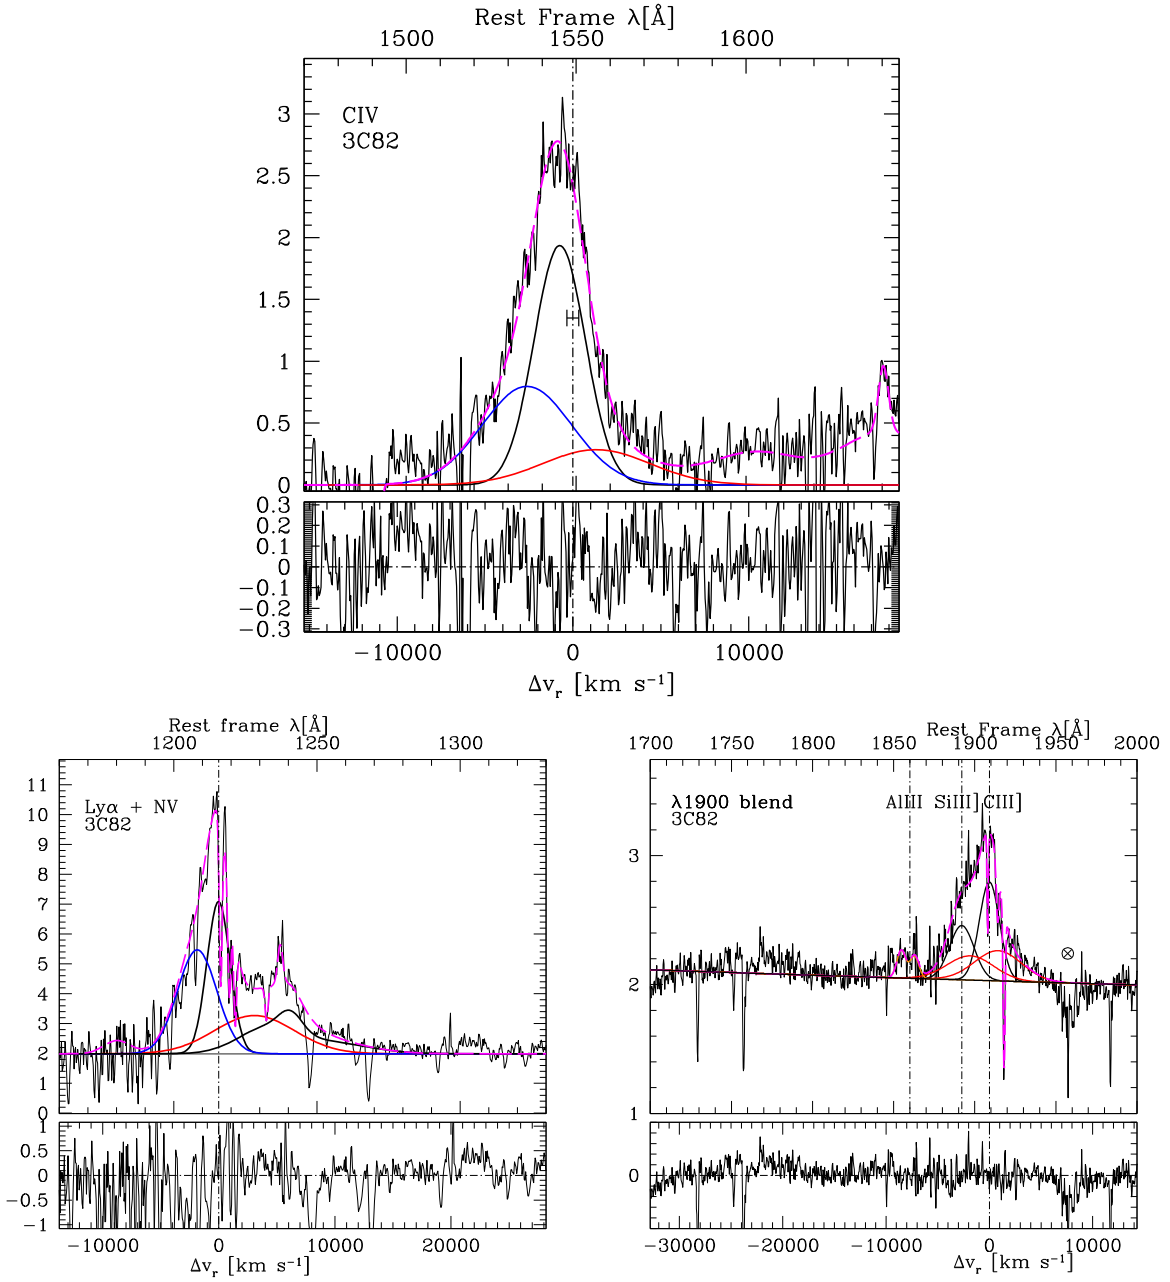 Rest Frame λ[Å]
1500 1550 1600
CIV
3C82
3
2.5
2
1.5
1
0.5
0
0.3
0.2
0.1
0
−0.1
−0.2
−0.3
−10000 0 10000
Δvr [km s⁻¹]
Rest frame λ[Å]
1200 1250 1300
Lyα + NV
3C82
11
10
9
8
7
6
5
4
3
2
1
0
1
0.5
0
−0.5
−1
−10000 0 10000 20000
Δvr [km s⁻¹]
Rest Frame λ[Å]
1700 1750 1800 1850 1900 1950 2000
λ1900 blend
3C82
AlIII SiIII] CIII]
3
2
1
0
−30000 −20000 −10000 0 10000
Δvr [km s⁻¹]